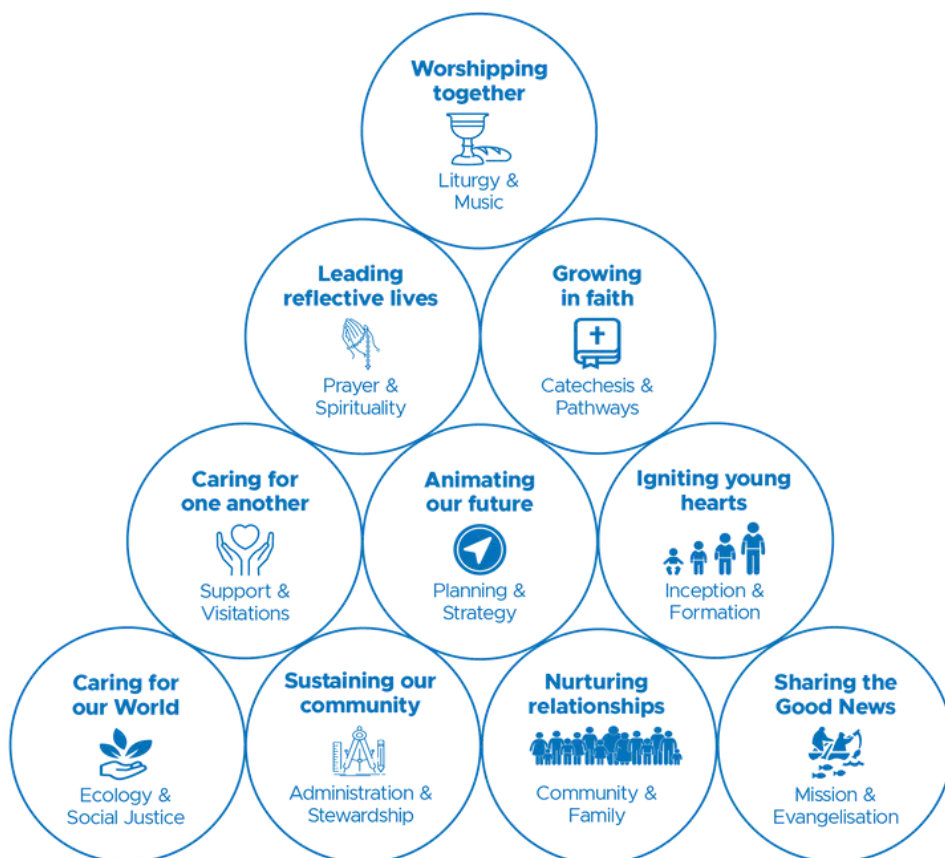 Worshipping
together
Liturgy &
Music
Leading
reflective lives
Prayer &
Spirituality
Growing
in faith
Catechesis &
Pathways
Caring for
one another
Support &
Visitations
Animating
our future
Planning &
Strategy
Igniting young
hearts
Inception &
Formation
Caring for
our World
Ecology &
Social Justice
Sustaining our
community
Administration &
Stewardship
Nurturing
relationships
Community &
Family
Sharing the
Good News
Mission &
Evangelisation